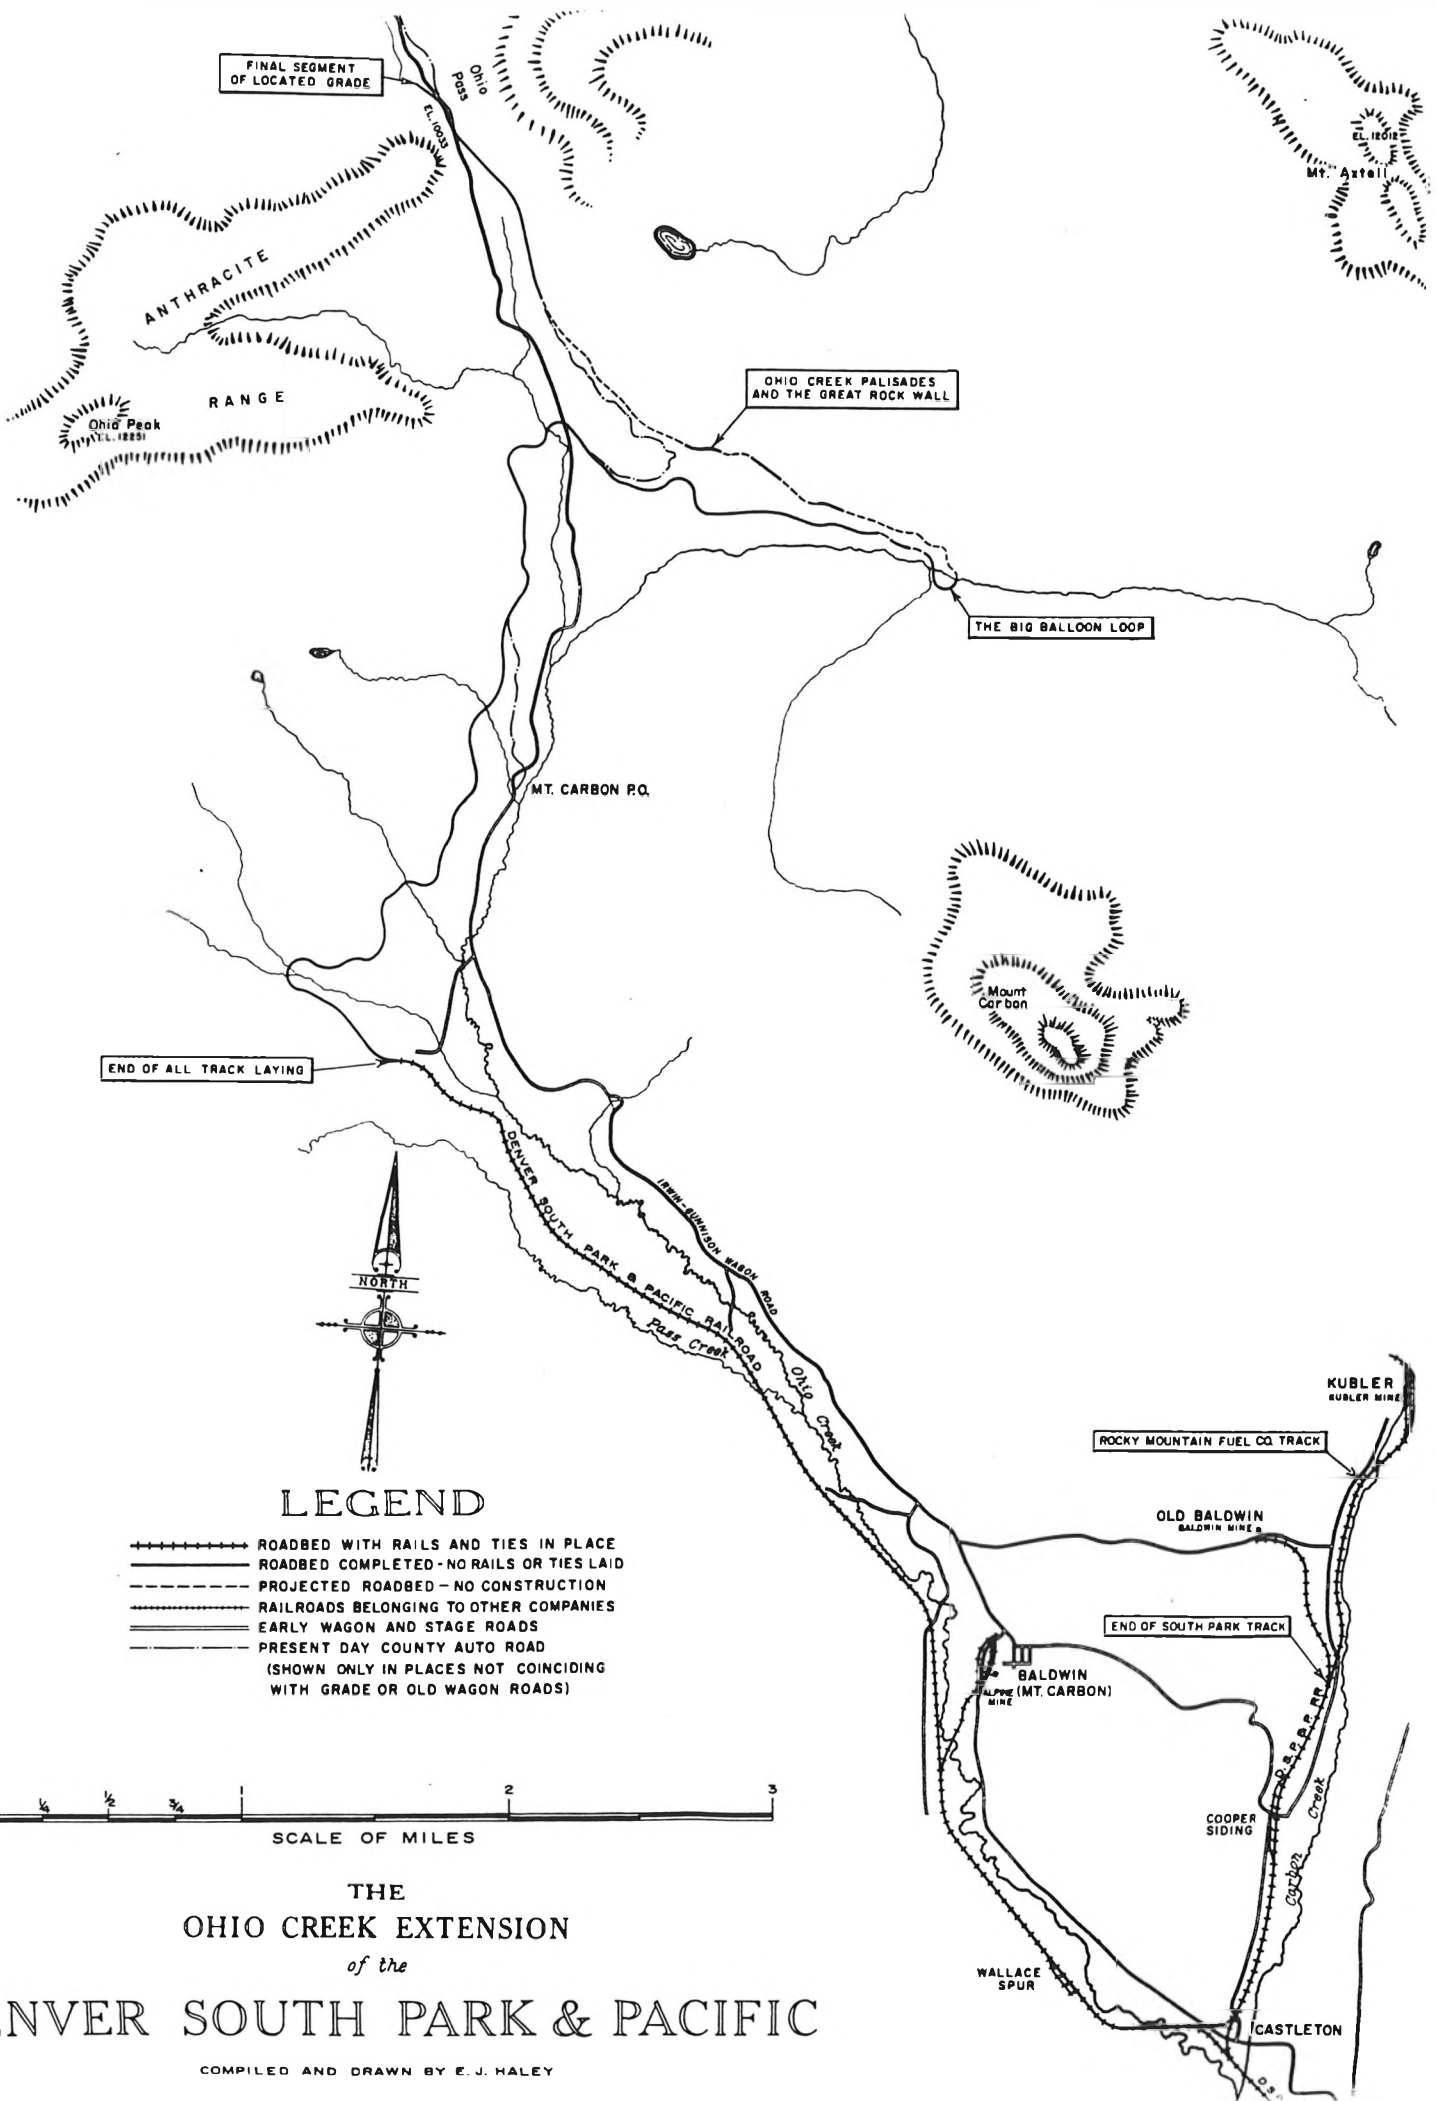 FINAL SEGMENT
OF LOCATED GRADE
Ohio
Pass
EL. 10033
EL. 12012
Mt. Axtell
ANTHRACITE
RANGE
Ohio Peak
EL. 12251
OHIO CREEK PALISADES
AND THE GREAT ROCK WALL
THE BIG BALLOON LOOP
MT. CARBON P.O.
Mount
Carbon
END OF ALL TRACK LAYING
DENVER SOUTH PARK & PACIFIC RAILROAD
IRWIN-GUNNISON WAGON ROAD
Pass Creek
Ohio Creek
NORTH
KUBLER
KUBLER MINE
ROCKY MOUNTAIN FUEL CO. TRACK
OLD BALDWIN
BALDWIN MINE
END OF SOUTH PARK TRACK
BALDWIN
(MT. CARBON)
ALPINE
MINE
D. S. P. & P. RR.
Carbon Creek
COOPER
SIDING
WALLACE
SPUR
CASTLETON
D. S. P
LEGEND
ROADBED WITH RAILS AND TIES IN PLACE
ROADBED COMPLETED - NO RAILS OR TIES LAID
PROJECTED ROADBED - NO CONSTRUCTION
RAILROADS BELONGING TO OTHER COMPANIES
EARLY WAGON AND STAGE ROADS
PRESENT DAY COUNTY AUTO ROAD
(SHOWN ONLY IN PLACES NOT COINCIDING
WITH GRADE OR OLD WAGON ROADS)
1/4 1/2 3/4 1 2 3
SCALE OF MILES
THE
OHIO CREEK EXTENSION
of the
ENVER SOUTH PARK & PACIFIC
COMPILED AND DRAWN BY E. J. HALEY